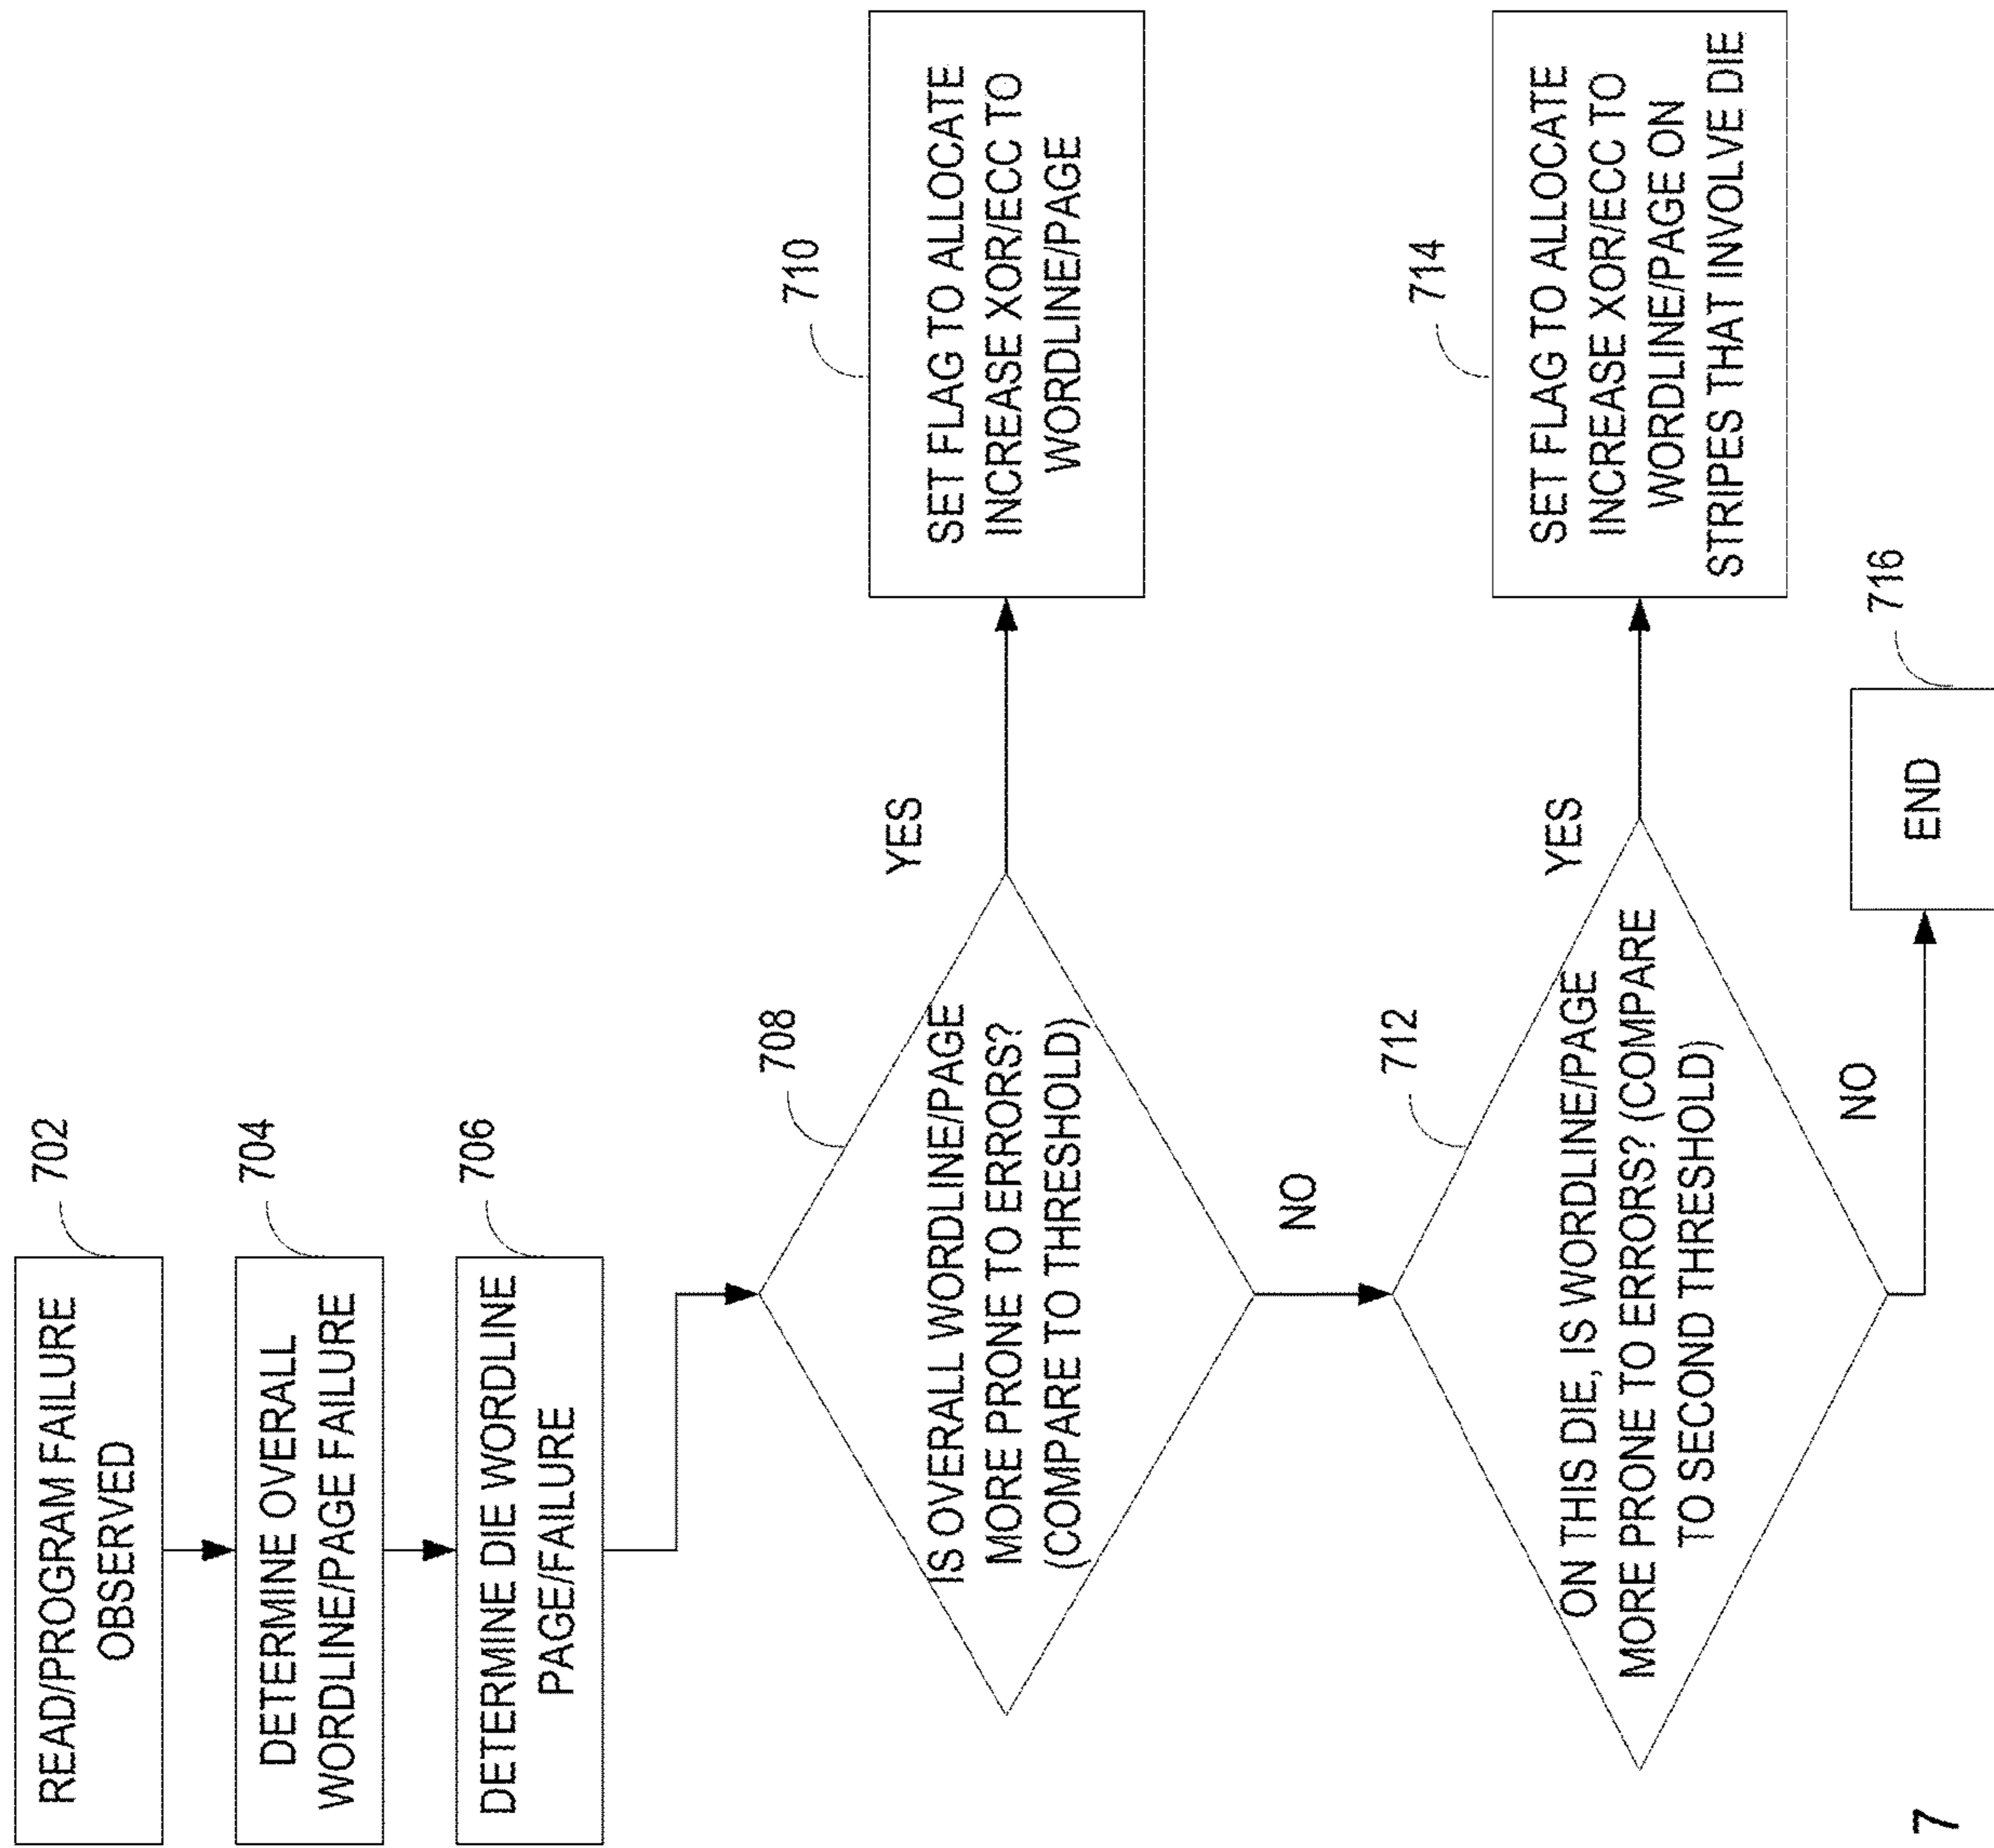 READ/PROGRAM FAILURE
OBSERVED
702
DETERMINE OVERALL
WORDLINE/PAGE FAILURE
704
DETERMINE DIE WORDLINE
PAGE/FAILURE
706
IS OVERALL WORDLINE/PAGE
MORE PRONE TO ERRORS?
(COMPARE TO THRESHOLD)
708
YES
SET FLAG TO ALLOCATE
INCREASE XOR/ECC TO
WORDLINE/PAGE
710
NO
ON THIS DIE, IS WORDLINE/PAGE
MORE PRONE TO ERRORS? (COMPARE
TO SECOND THRESHOLD)
712
YES
SET FLAG TO ALLOCATE
INCREASE XOR/ECC TO
WORDLINE/PAGE ON
STRIPES THAT INVOLVE DIE
714
NO
END
716
7